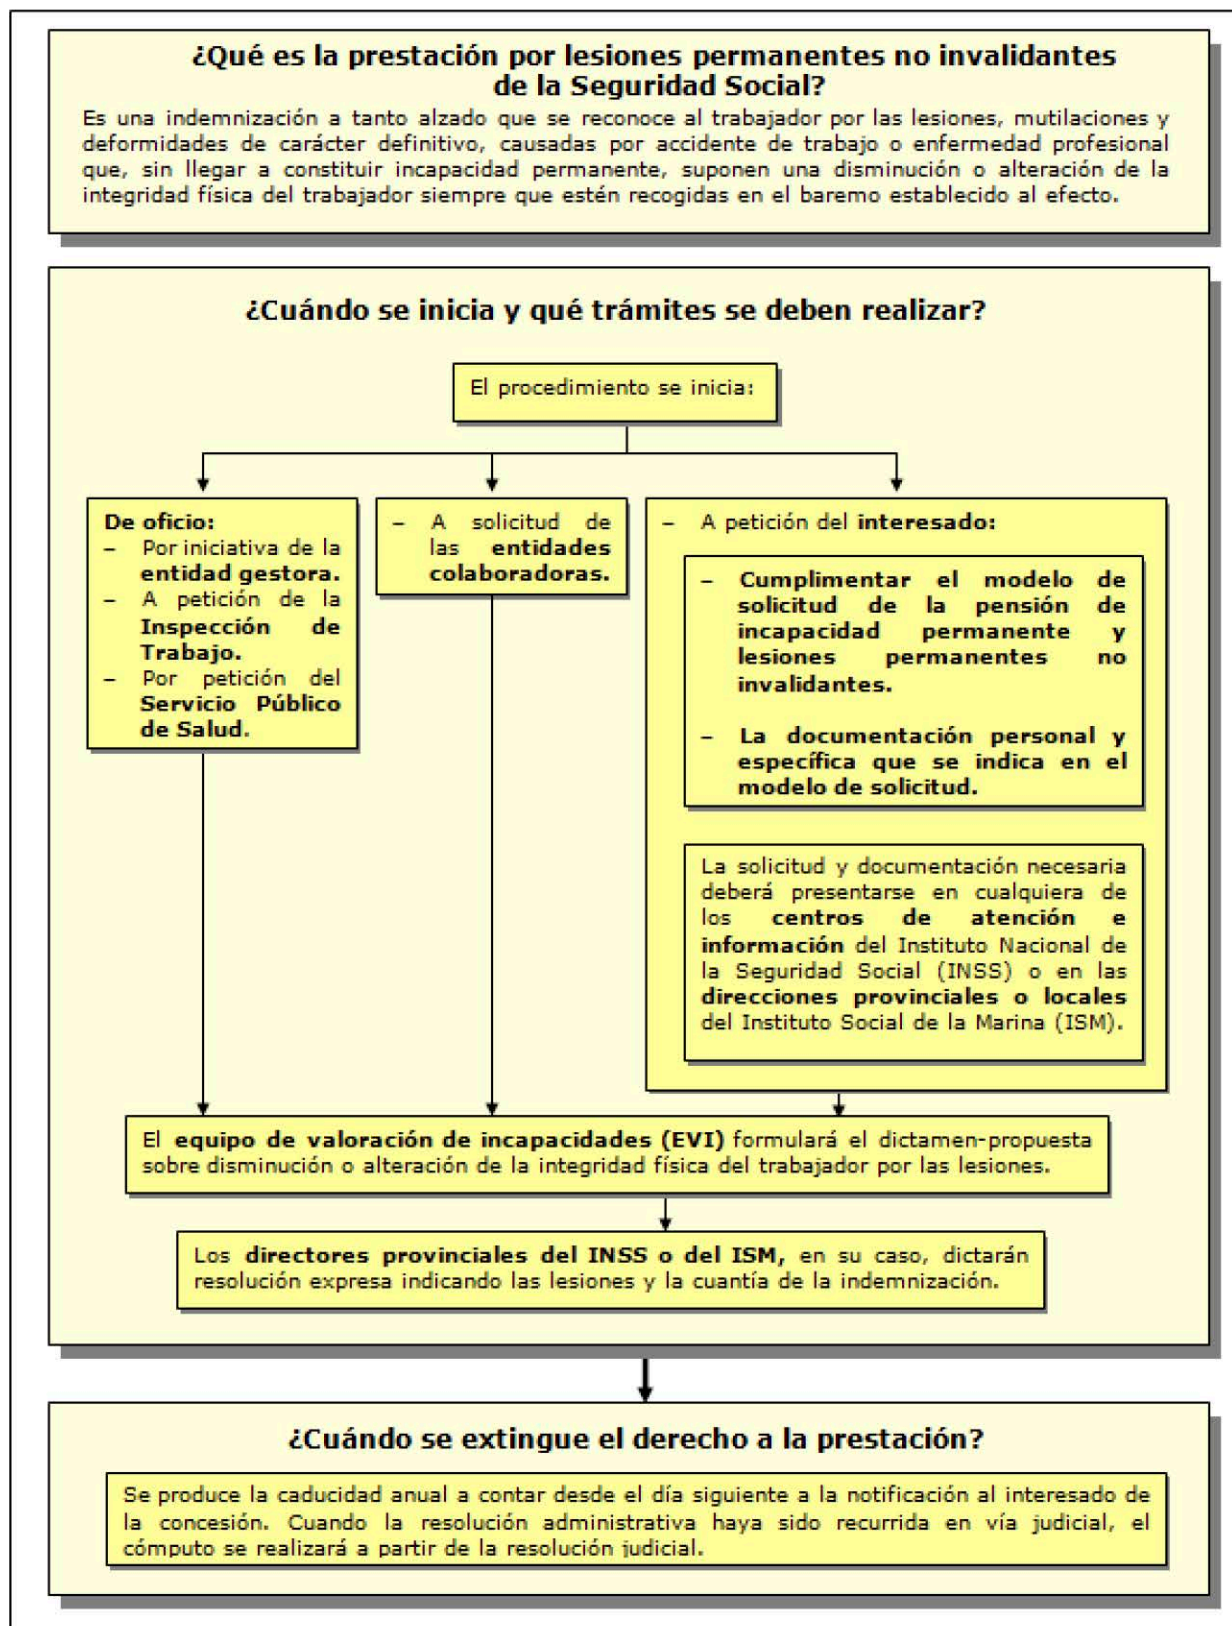 ¿Qué es la prestación por lesiones permanentes no invalidantes
de la Seguridad Social?
Es una indemnización a tanto alzado que se reconoce al trabajador por las lesiones, mutilaciones y
deformidades de carácter definitivo, causadas por accidente de trabajo o enfermedad profesional
que, sin llegar a constituir incapacidad permanente, suponen una disminución o alteración de la
integridad física del trabajador siempre que estén recogidas en el baremo establecido al efecto.
¿Cuándo se inicia y qué trámites se deben realizar?
El procedimiento se inicia:
De oficio:
– Por iniciativa de la
entidad gestora.
– A petición de la
Inspección de
Trabajo.
– Por petición del
Servicio Público
de Salud.
– A solicitud de
las entidades
colaboradoras.
– A petición del interesado:
– Cumplimentar el modelo de
solicitud de la pensión de
incapacidad permanente y
lesiones permanentes no
invalidantes.
– La documentación personal y
específica que se indica en el
modelo de solicitud.
La solicitud y documentación necesaria
deberá presentarse en cualquiera de
los centros de atención e
información del Instituto Nacional de
la Seguridad Social (INSS) o en las
direcciones provinciales o locales
del Instituto Social de la Marina (ISM).
El equipo de valoración de incapacidades (EVI) formulará el dictamen-propuesta
sobre disminución o alteración de la integridad física del trabajador por las lesiones.
Los directores provinciales del INSS o del ISM, en su caso, dictarán
resolución expresa indicando las lesiones y la cuantía de la indemnización.
¿Cuándo se extingue el derecho a la prestación?
Se produce la caducidad anual a contar desde el día siguiente a la notificación al interesado de
la concesión. Cuando la resolución administrativa haya sido recurrida en vía judicial, el
cómputo se realizará a partir de la resolución judicial.